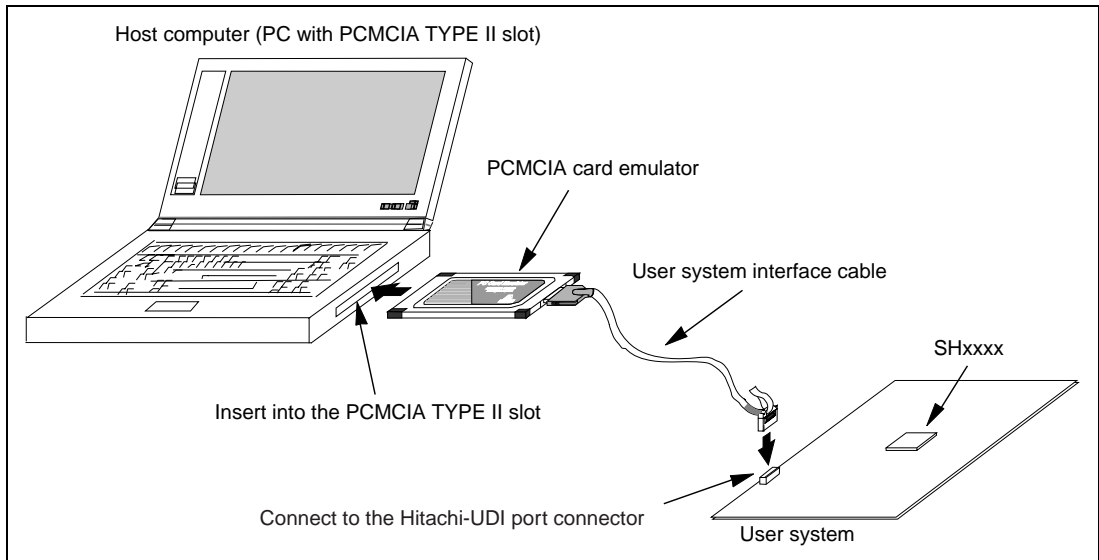 Host computer (PC with PCMCIA TYPE II slot)
PCMCIA card emulator
User system interface cable
SHxxxx
Insert into the PCMCIA TYPE II slot
Connect to the Hitachi-UDI port connector
User system